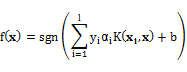 f(x) = sgn(∑_{i=1}^{l} y_i α_i K(x_i, x) + b)